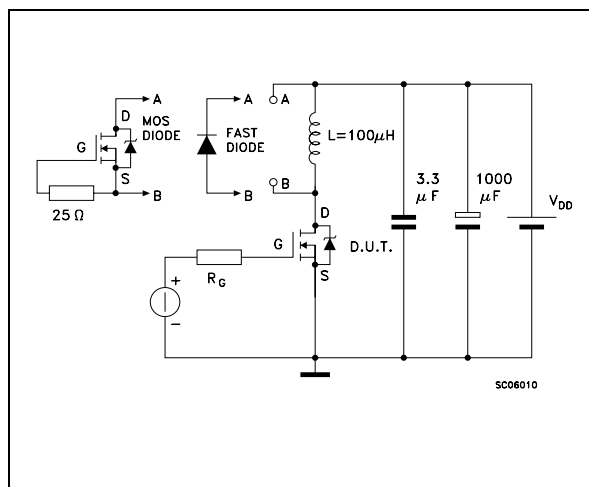 A
D
MOS
DIODE
G
S
B
25 Ω
A
FAST
DIODE
B
A
L=100μH
B
D
G
D.U.T.
S
RG
+
−
3.3
μF
1000
μF
VDD
SC06010